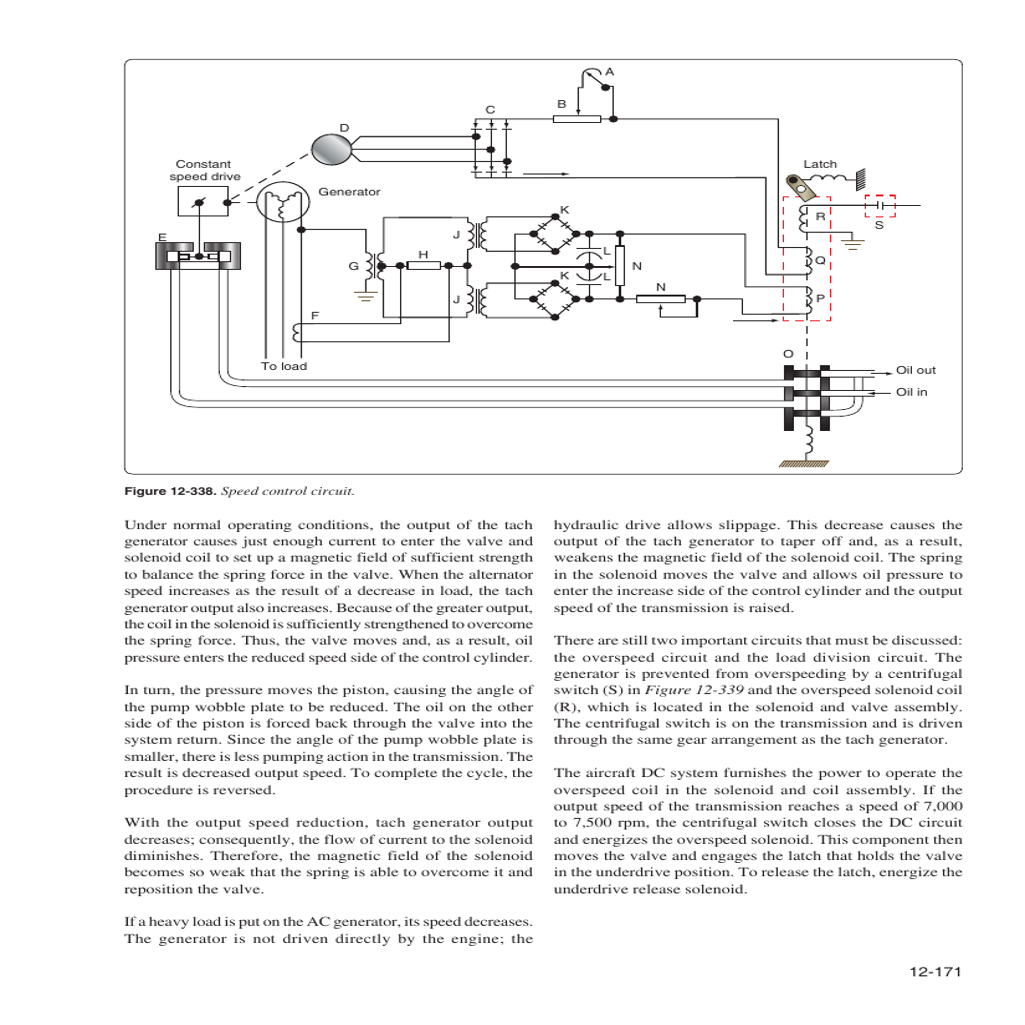 A
B
C
D
Constant
speed drive
Latch
Generator
K
R
S
E
J
H
L
G
Q
K
L
N
N
J
P
F
O
To load
Oil out
Oil in
Figure 12-338. Speed control circuit.
Under normal operating conditions, the output of the tach
generator causes just enough current to enter the valve and
solenoid coil to set up a magnetic field of sufficient strength
to balance the spring force in the valve. When the alternator
speed increases as the result of a decrease in load, the tach
generator output also increases. Because of the greater output,
the coil in the solenoid is sufficiently strengthened to overcome
the spring force. Thus, the valve moves and, as a result, oil
pressure enters the reduced speed side of the control cylinder.
In turn, the pressure moves the piston, causing the angle of
the pump wobble plate to be reduced. The oil on the other
side of the piston is forced back through the valve into the
system return. Since the angle of the pump wobble plate is
smaller, there is less pumping action in the transmission. The
result is decreased output speed. To complete the cycle, the
procedure is reversed.
With the output speed reduction, tach generator output
decreases; consequently, the flow of current to the solenoid
diminishes. Therefore, the magnetic field of the solenoid
becomes so weak that the spring is able to overcome it and
reposition the valve.
If a heavy load is put on the AC generator, its speed decreases.
The generator is not driven directly by the engine; the
hydraulic drive allows slippage. This decrease causes the
output of the tach generator to taper off and, as a result,
weakens the magnetic field of the solenoid coil. The spring
in the solenoid moves the valve and allows oil pressure to
enter the increase side of the control cylinder and the output
speed of the transmission is raised.
There are still two important circuits that must be discussed:
the overspeed circuit and the load division circuit. The
generator is prevented from overspeeding by a centrifugal
switch (S) in Figure 12-339 and the overspeed solenoid coil
(R), which is located in the solenoid and valve assembly.
The centrifugal switch is on the transmission and is driven
through the same gear arrangement as the tach generator.
The aircraft DC system furnishes the power to operate the
overspeed coil in the solenoid and coil assembly. If the
output speed of the transmission reaches a speed of 7,000
to 7,500 rpm, the centrifugal switch closes the DC circuit
and energizes the overspeed solenoid. This component then
moves the valve and engages the latch that holds the valve
in the underdrive position. To release the latch, energize the
underdrive release solenoid.
12-171